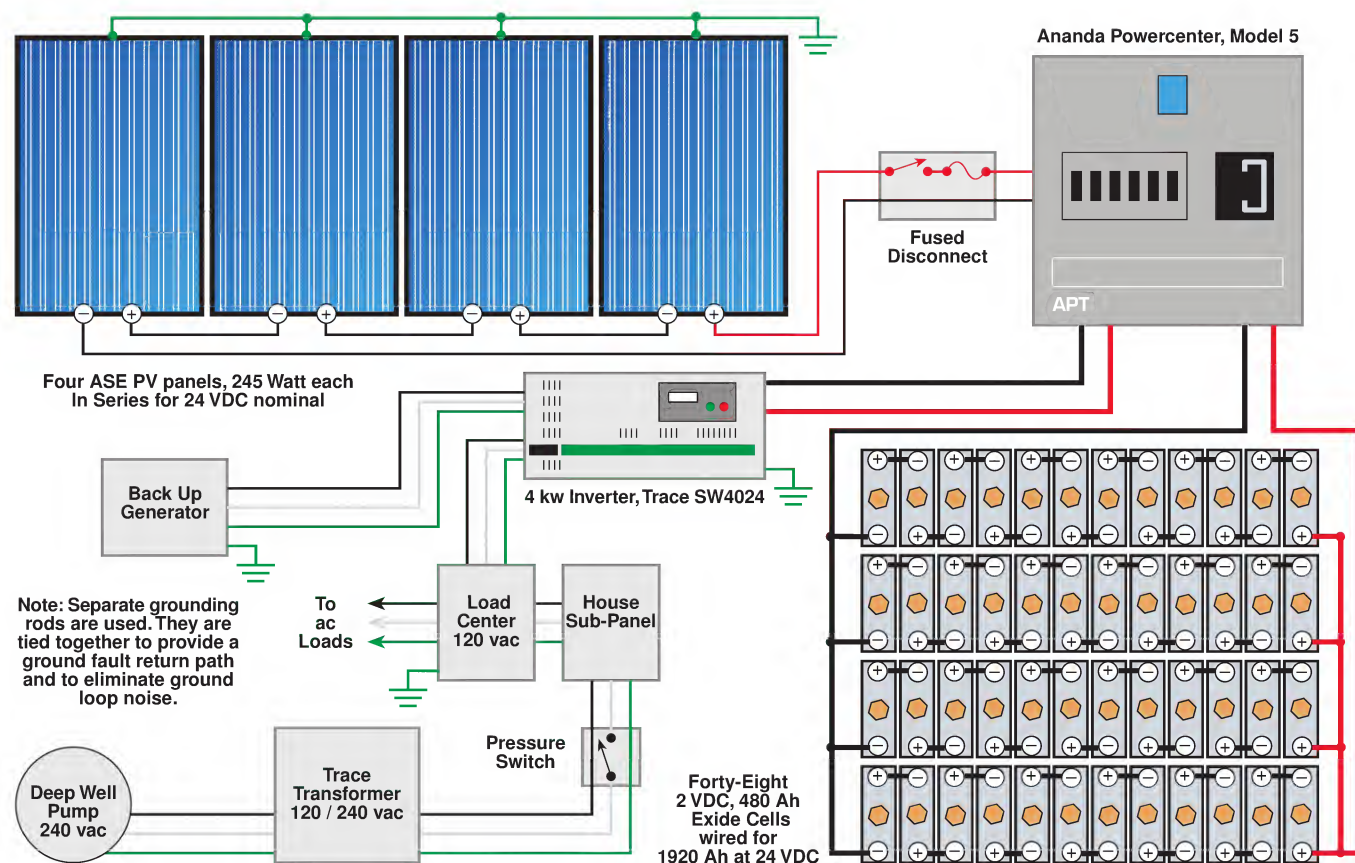 Ananda Powercenter, Model 5
Fused
Disconnect
APT
Four ASE PV panels, 245 Watt each
In Series for 24 VDC nominal
4 kw Inverter, Trace SW4024
Back Up
Generator
Note: Separate grounding
rods are used. They are
tied together to provide a
ground fault return path
and to eliminate ground
loop noise.
To
ac
Loads
Load
Center
120 vac
House
Sub-Panel
Pressure
Switch
Trace
Transformer
120 / 240 vac
Deep Well
Pump
240 vac
Forty-Eight
2 VDC, 480 Ah
Exide Cells
wired for
1920 Ah at 24 VDC